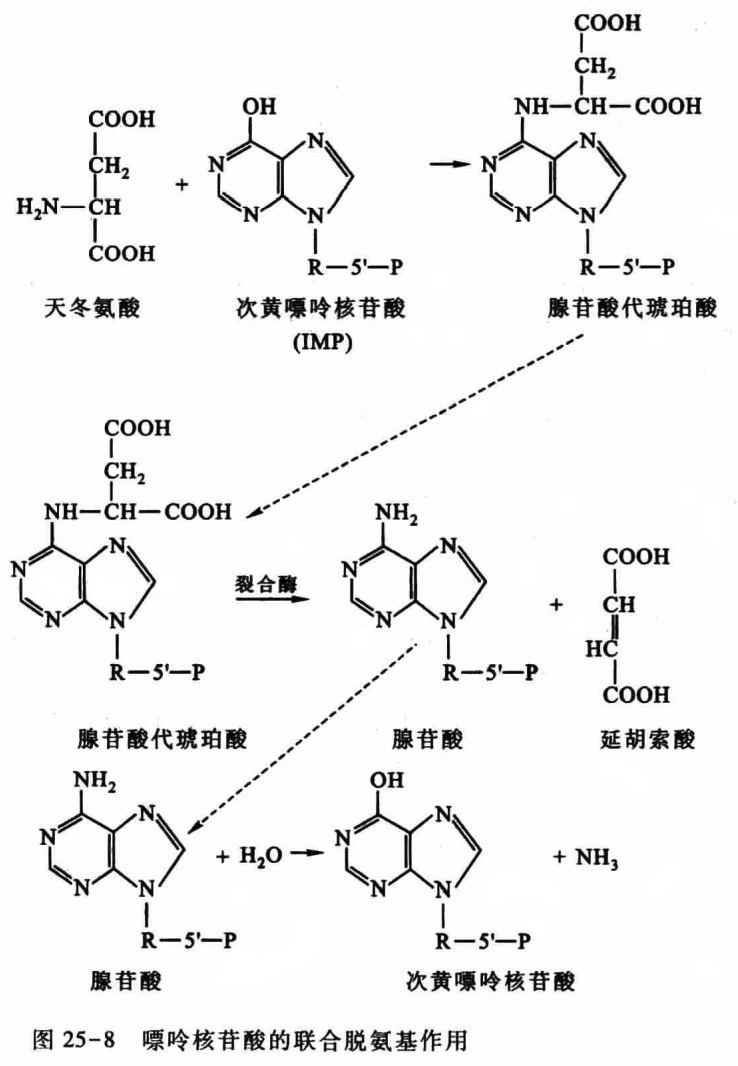 COOH
CH₂
NH—CH—COOH
COOH
CH₂
H₂N—CH
COOH
+
OH
N
N
N
N
R—5'—P
→
N
N
N
N
R—5'—P
天冬氨酸
次黄嘌呤核苷酸
(IMP)
腺苷酸代琥珀酸
COOH
CH₂
NH—CH—COOH
N
N
N
N
R—5'—P
裂合酶
NH₂
N
N
N
N
R—5'—P
+
COOH
CH
HC
COOH
腺苷酸代琥珀酸
腺苷酸
延胡索酸
NH₂
N
N
N
N
R—5'—P
+ H₂O →
OH
N
N
N
N
R—5'—P
+ NH₃
腺苷酸
次黄嘌呤核苷酸
图 25-8 嘌呤核苷酸的联合脱氨基作用